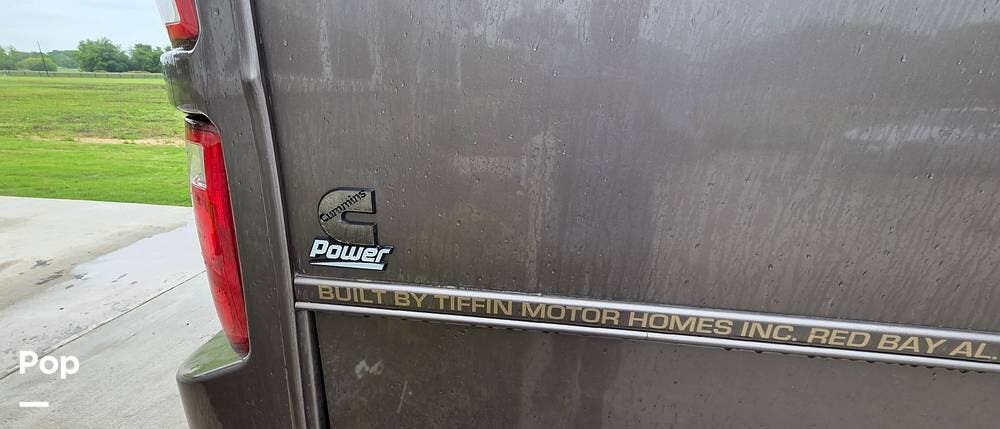 Cummins
Power
BUILT BY TIFFIN MOTOR HOMES INC. RED BAY AL.
Pop